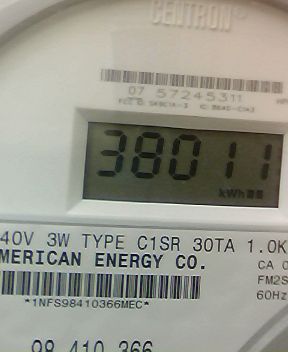 CENTRON®
07 57245311
38011
kWh
40V 3W TYPE C1SR 30TA 1.0K
MERICAN ENERGY CO.
CA 0
FM2S
60Hz
*1NFS98410366MEC*
98 410 366